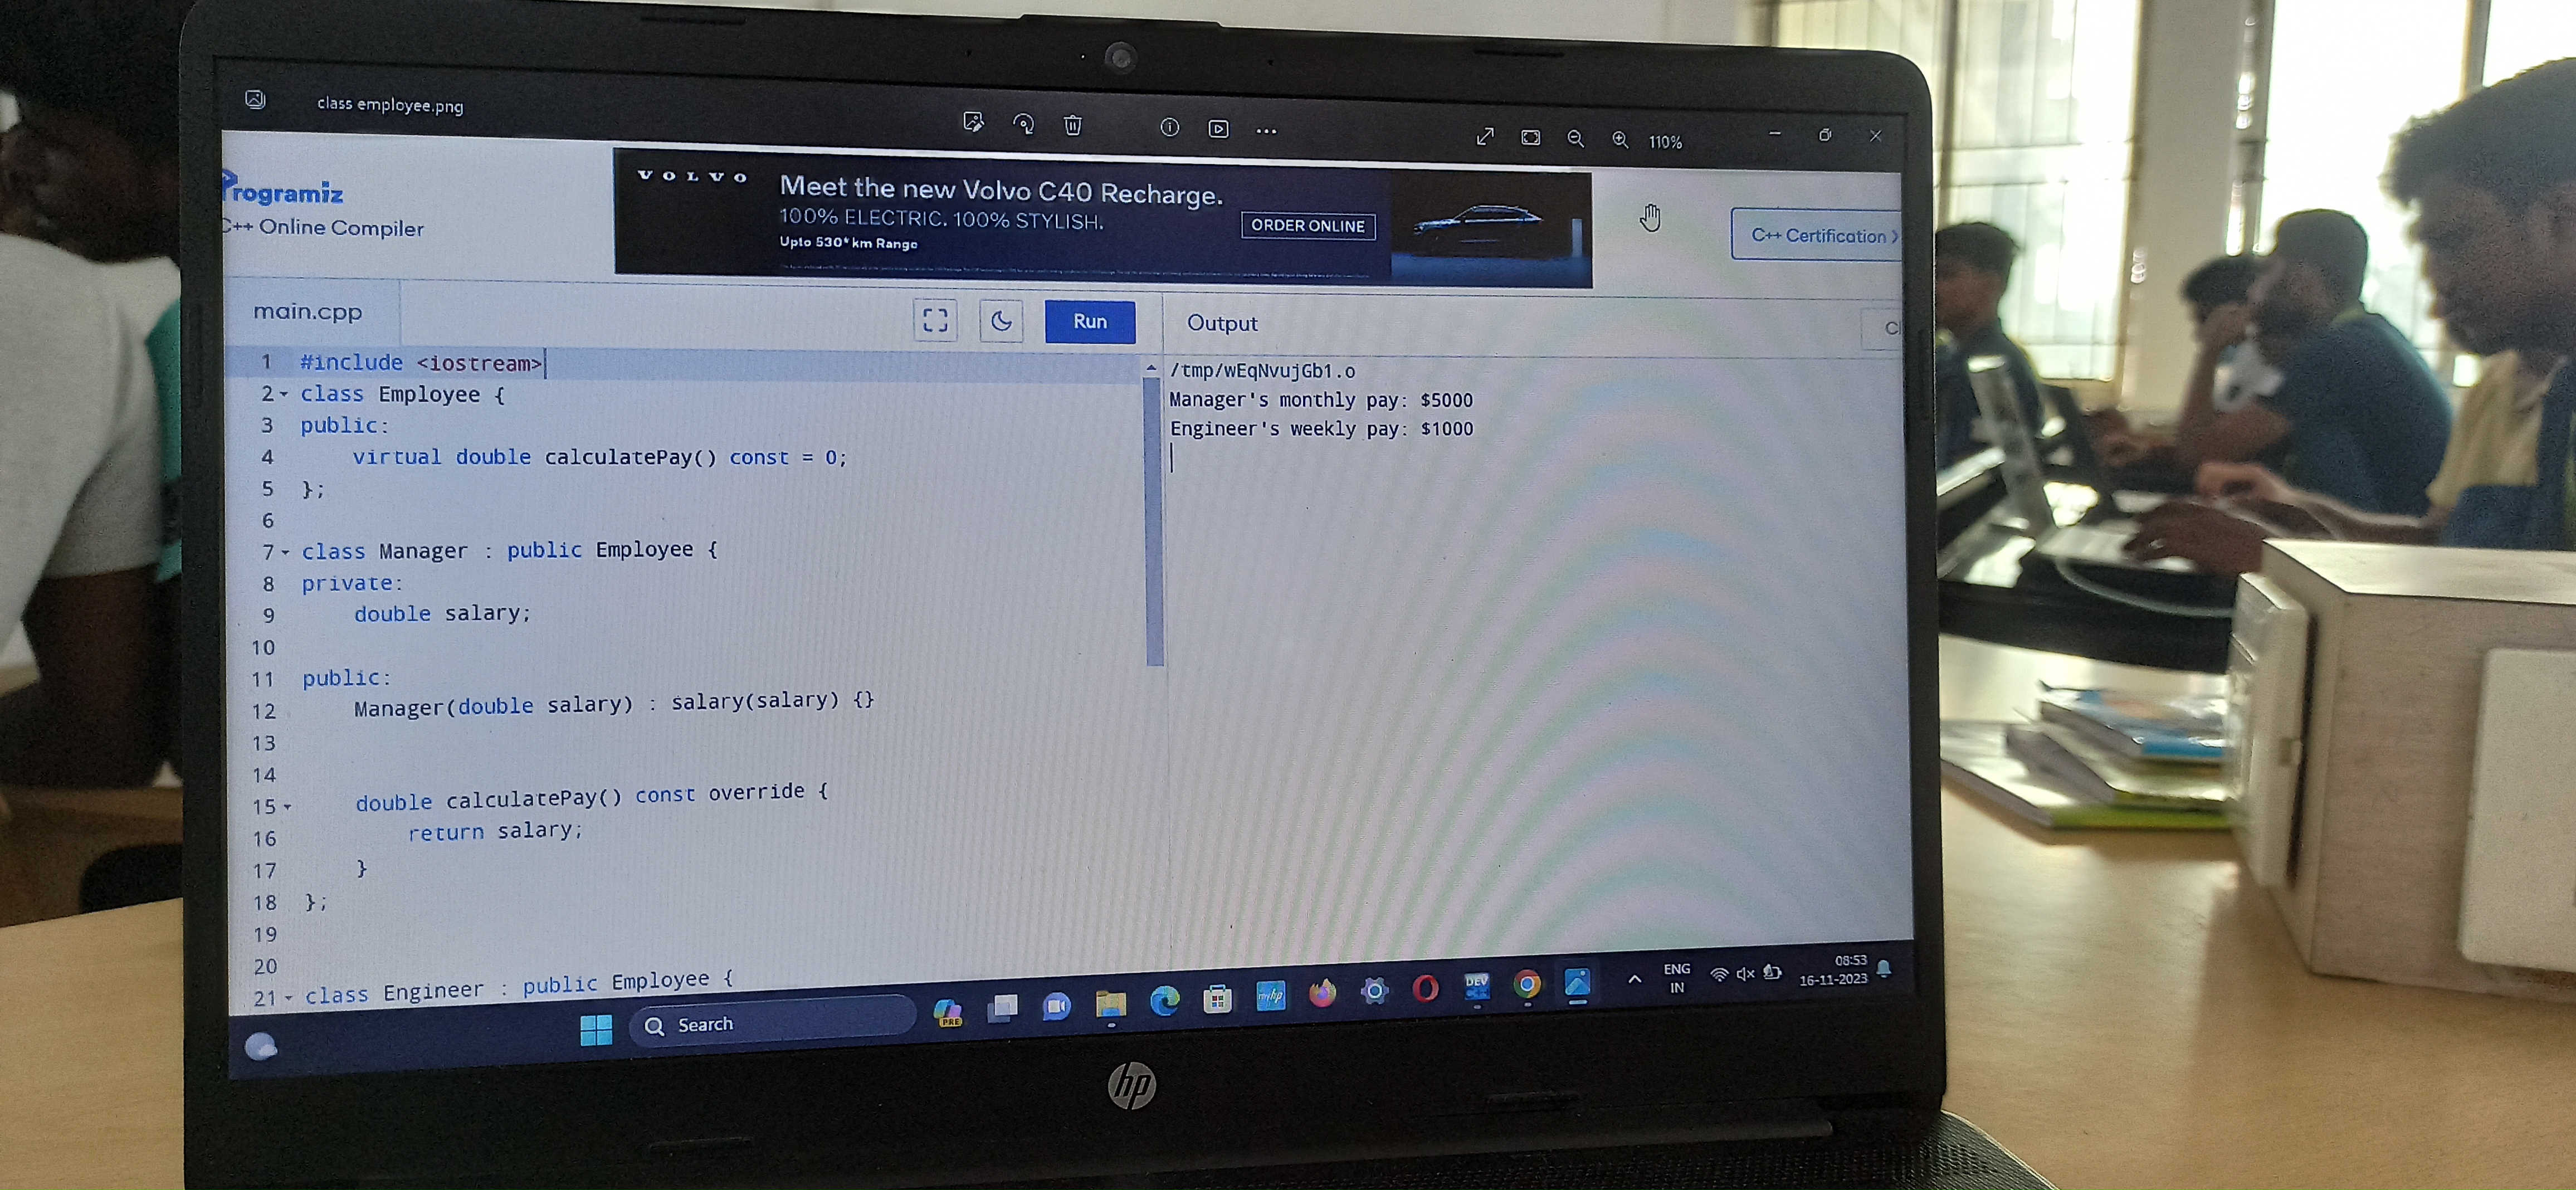 class employee.png
110%
Programiz
C++ Online Compiler
VOLVO
Meet the new Volvo C40 Recharge.
100% ELECTRIC. 100% STYLISH.
Upto 530* km Range
ORDER ONLINE
C++ Certification >
main.cpp
Run
Output
Cl
1 #include <iostream>
2 class Employee {
3 public:
4 virtual double calculatePay() const = 0;
5 };
6
7 class Manager : public Employee {
8 private:
9 double salary;
10
11 public:
12 Manager(double salary) : salary(salary) {}
13
14
15 double calculatePay() const override {
16 return salary;
17 }
18 };
19
20
21 class Engineer : public Employee {
/tmp/wEqNvujGb1.o
Manager's monthly pay: $5000
Engineer's weekly pay: $1000
Search
PRE
myhp
DEV
ENG
IN
08:53
16-11-2023
hp